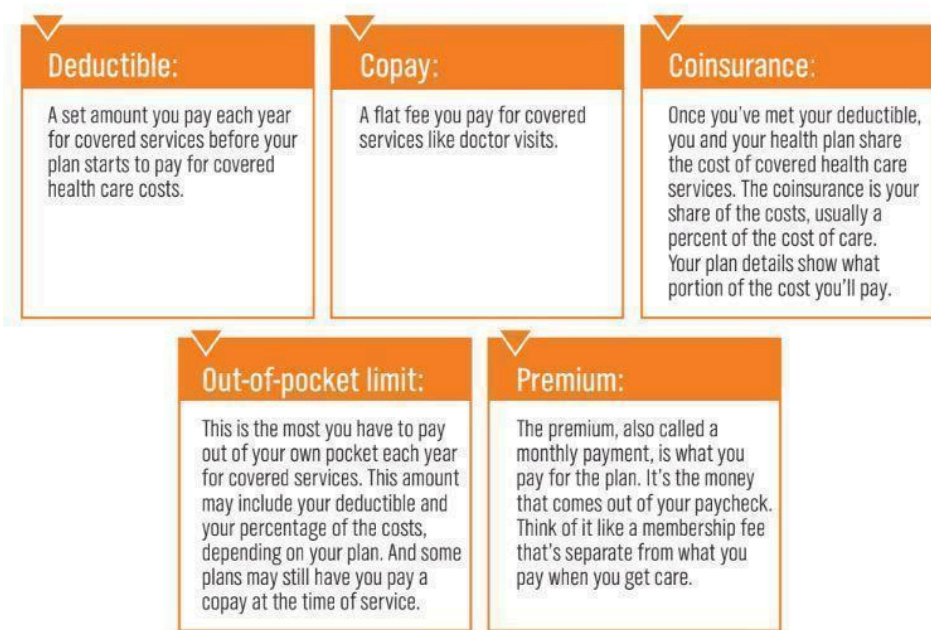 Deductible:
A set amount you pay each year
for covered services before your
plan starts to pay for covered
health care costs.
Copay:
A flat fee you pay for covered
services like doctor visits.
Coinsurance:
Once you've met your deductible,
you and your health plan share
the cost of covered health care
services. The coinsurance is your
share of the costs, usually a
percent of the cost of care.
Your plan details show what
portion of the cost you'll pay.
Out-of-pocket limit:
This is the most you have to pay
out of your own pocket each year
for covered services. This amount
may include your deductible and
your percentage of the costs,
depending on your plan. And some
plans may still have you pay a
copay at the time of service.
Premium:
The premium, also called a
monthly payment, is what you
pay for the plan. It's the money
that comes out of your paycheck.
Think of it like a membership fee
that's separate from what you
pay when you get care.